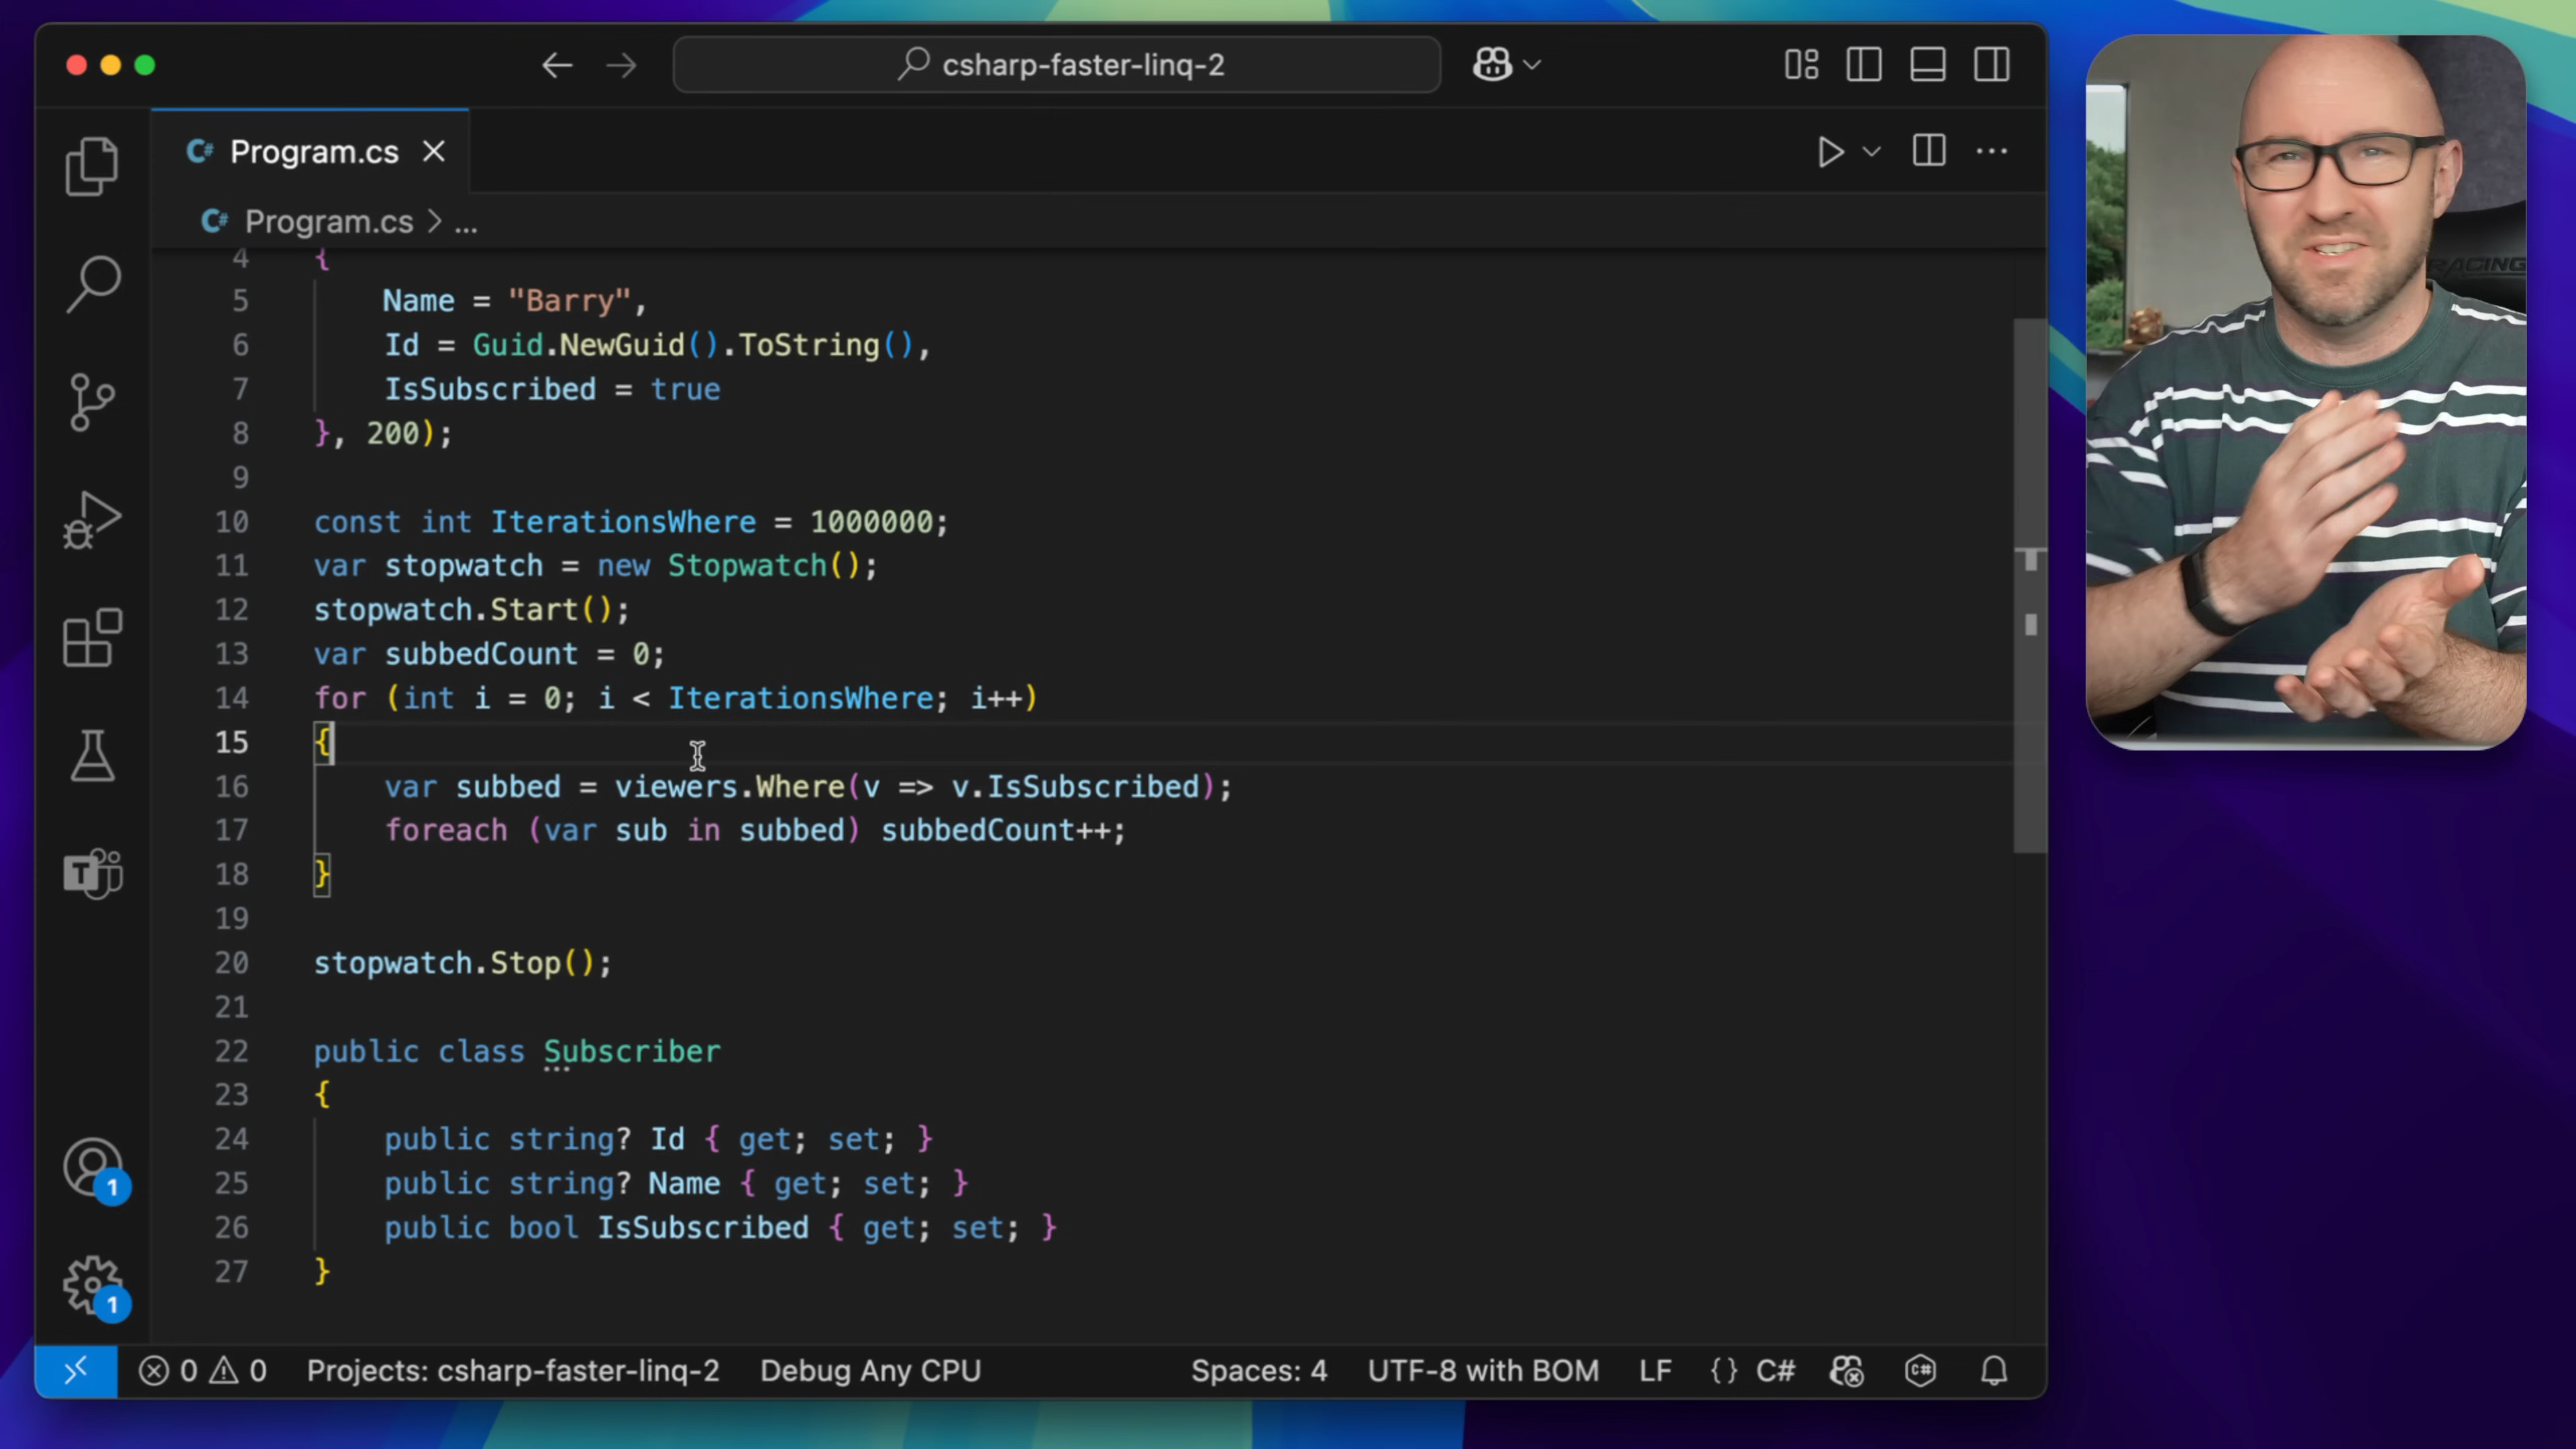 csharp-faster-linq-2
C# Program.cs
C# Program.cs > ...
4 {
5 Name = "Barry",
6 Id = Guid.NewGuid().ToString(),
7 IsSubscribed = true
8 }, 200);
9
10 const int IterationsWhere = 1000000;
11 var stopwatch = new Stopwatch();
12 stopwatch.Start();
13 var subbedCount = 0;
14 for (int i = 0; i < IterationsWhere; i++)
15 {
16 var subbed = viewers.Where(v => v.IsSubscribed);
17 foreach (var sub in subbed) subbedCount++;
18 }
19
20 stopwatch.Stop();
21
22 public class Subscriber
23 {
24 public string? Id { get; set; }
25 public string? Name { get; set; }
26 public bool IsSubscribed { get; set; }
27 }
T
1
1
0 0 Projects: csharp-faster-linq-2 Debug Any CPU Spaces: 4 UTF-8 with BOM LF {} C# C#
RACING